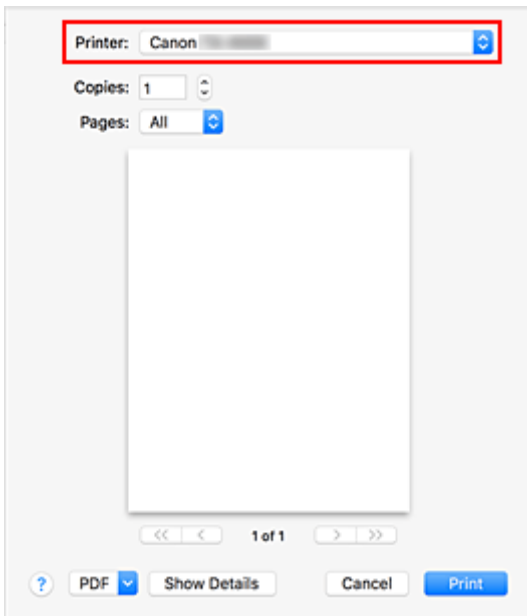 Printer: Canon
Copies: 1
Pages: All
<< < 1 of 1 > >>
? PDF Show Details Cancel Print